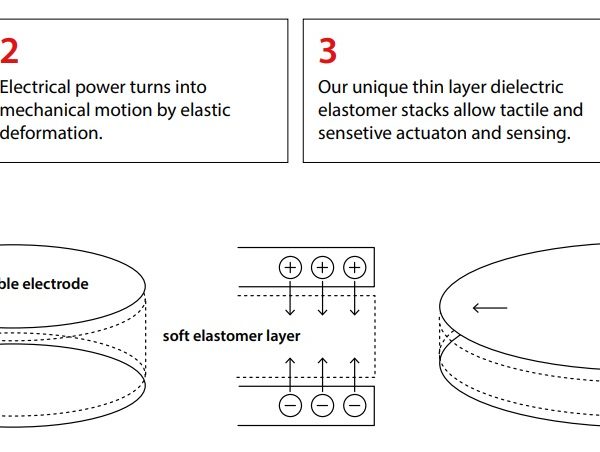 2
Electrical power turns into
mechanical motion by elastic
deformation.
3
Our unique thin layer dielectric
elastomer stacks allow tactile and
sensetive actuaton and sensing.
ble electrode
soft elastomer layer
+ + +
− − −